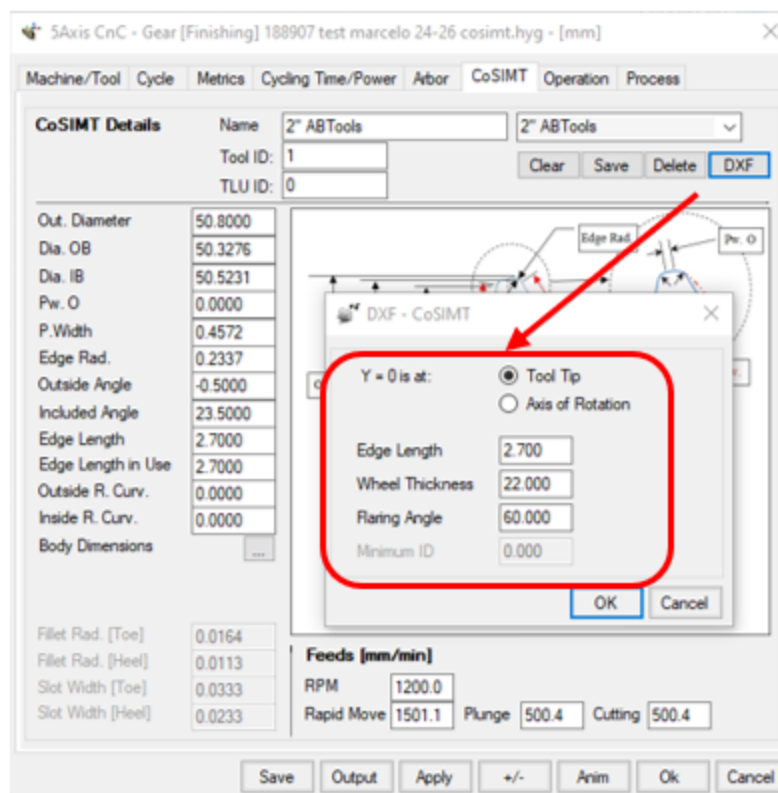 5Axis CnC - Gear [Finishing] 188907 test marcelo 24-26 cosimt.hyg - [mm]
Machine/Tool Cycle Metrics Cycling Time/Power Arbor CoSIMT Operation Process
CoSIMT Details Name 2" ABTools 2" ABTools
Tool ID: 1 Clear Save Delete DXF
TLU ID: 0
Out. Diameter 50.8000
Dia. OB 50.3276
Dia. IB 50.5231
Pw. O 0.0000
P.Width 0.4572
Edge Rad. 0.2337
Outside Angle -0.5000
Included Angle 23.5000
Edge Length 2.7000
Edge Length in Use 2.7000
Outside R. Curv. 0.0000
Inside R. Curv. 0.0000
Body Dimensions ...
Edge Rad Pw. O
DXF - CoSIMT
Y = 0 is at: Tool Tip
Axis of Rotation
Edge Length 2.700
Wheel Thickness 22.000
Flaring Angle 60.000
Minimum ID 0.000
OK Cancel
Fillet Rad. [Toe] 0.0164
Fillet Rad. [Heel] 0.0113
Slot Width [Toe] 0.0333
Slot Width [Heel] 0.0233
Feeds [mm/min]
RPM 1200.0
Rapid Move 1501.1 Plunge 500.4 Cutting 500.4
Save Output Apply +/- Anim Ok Cancel